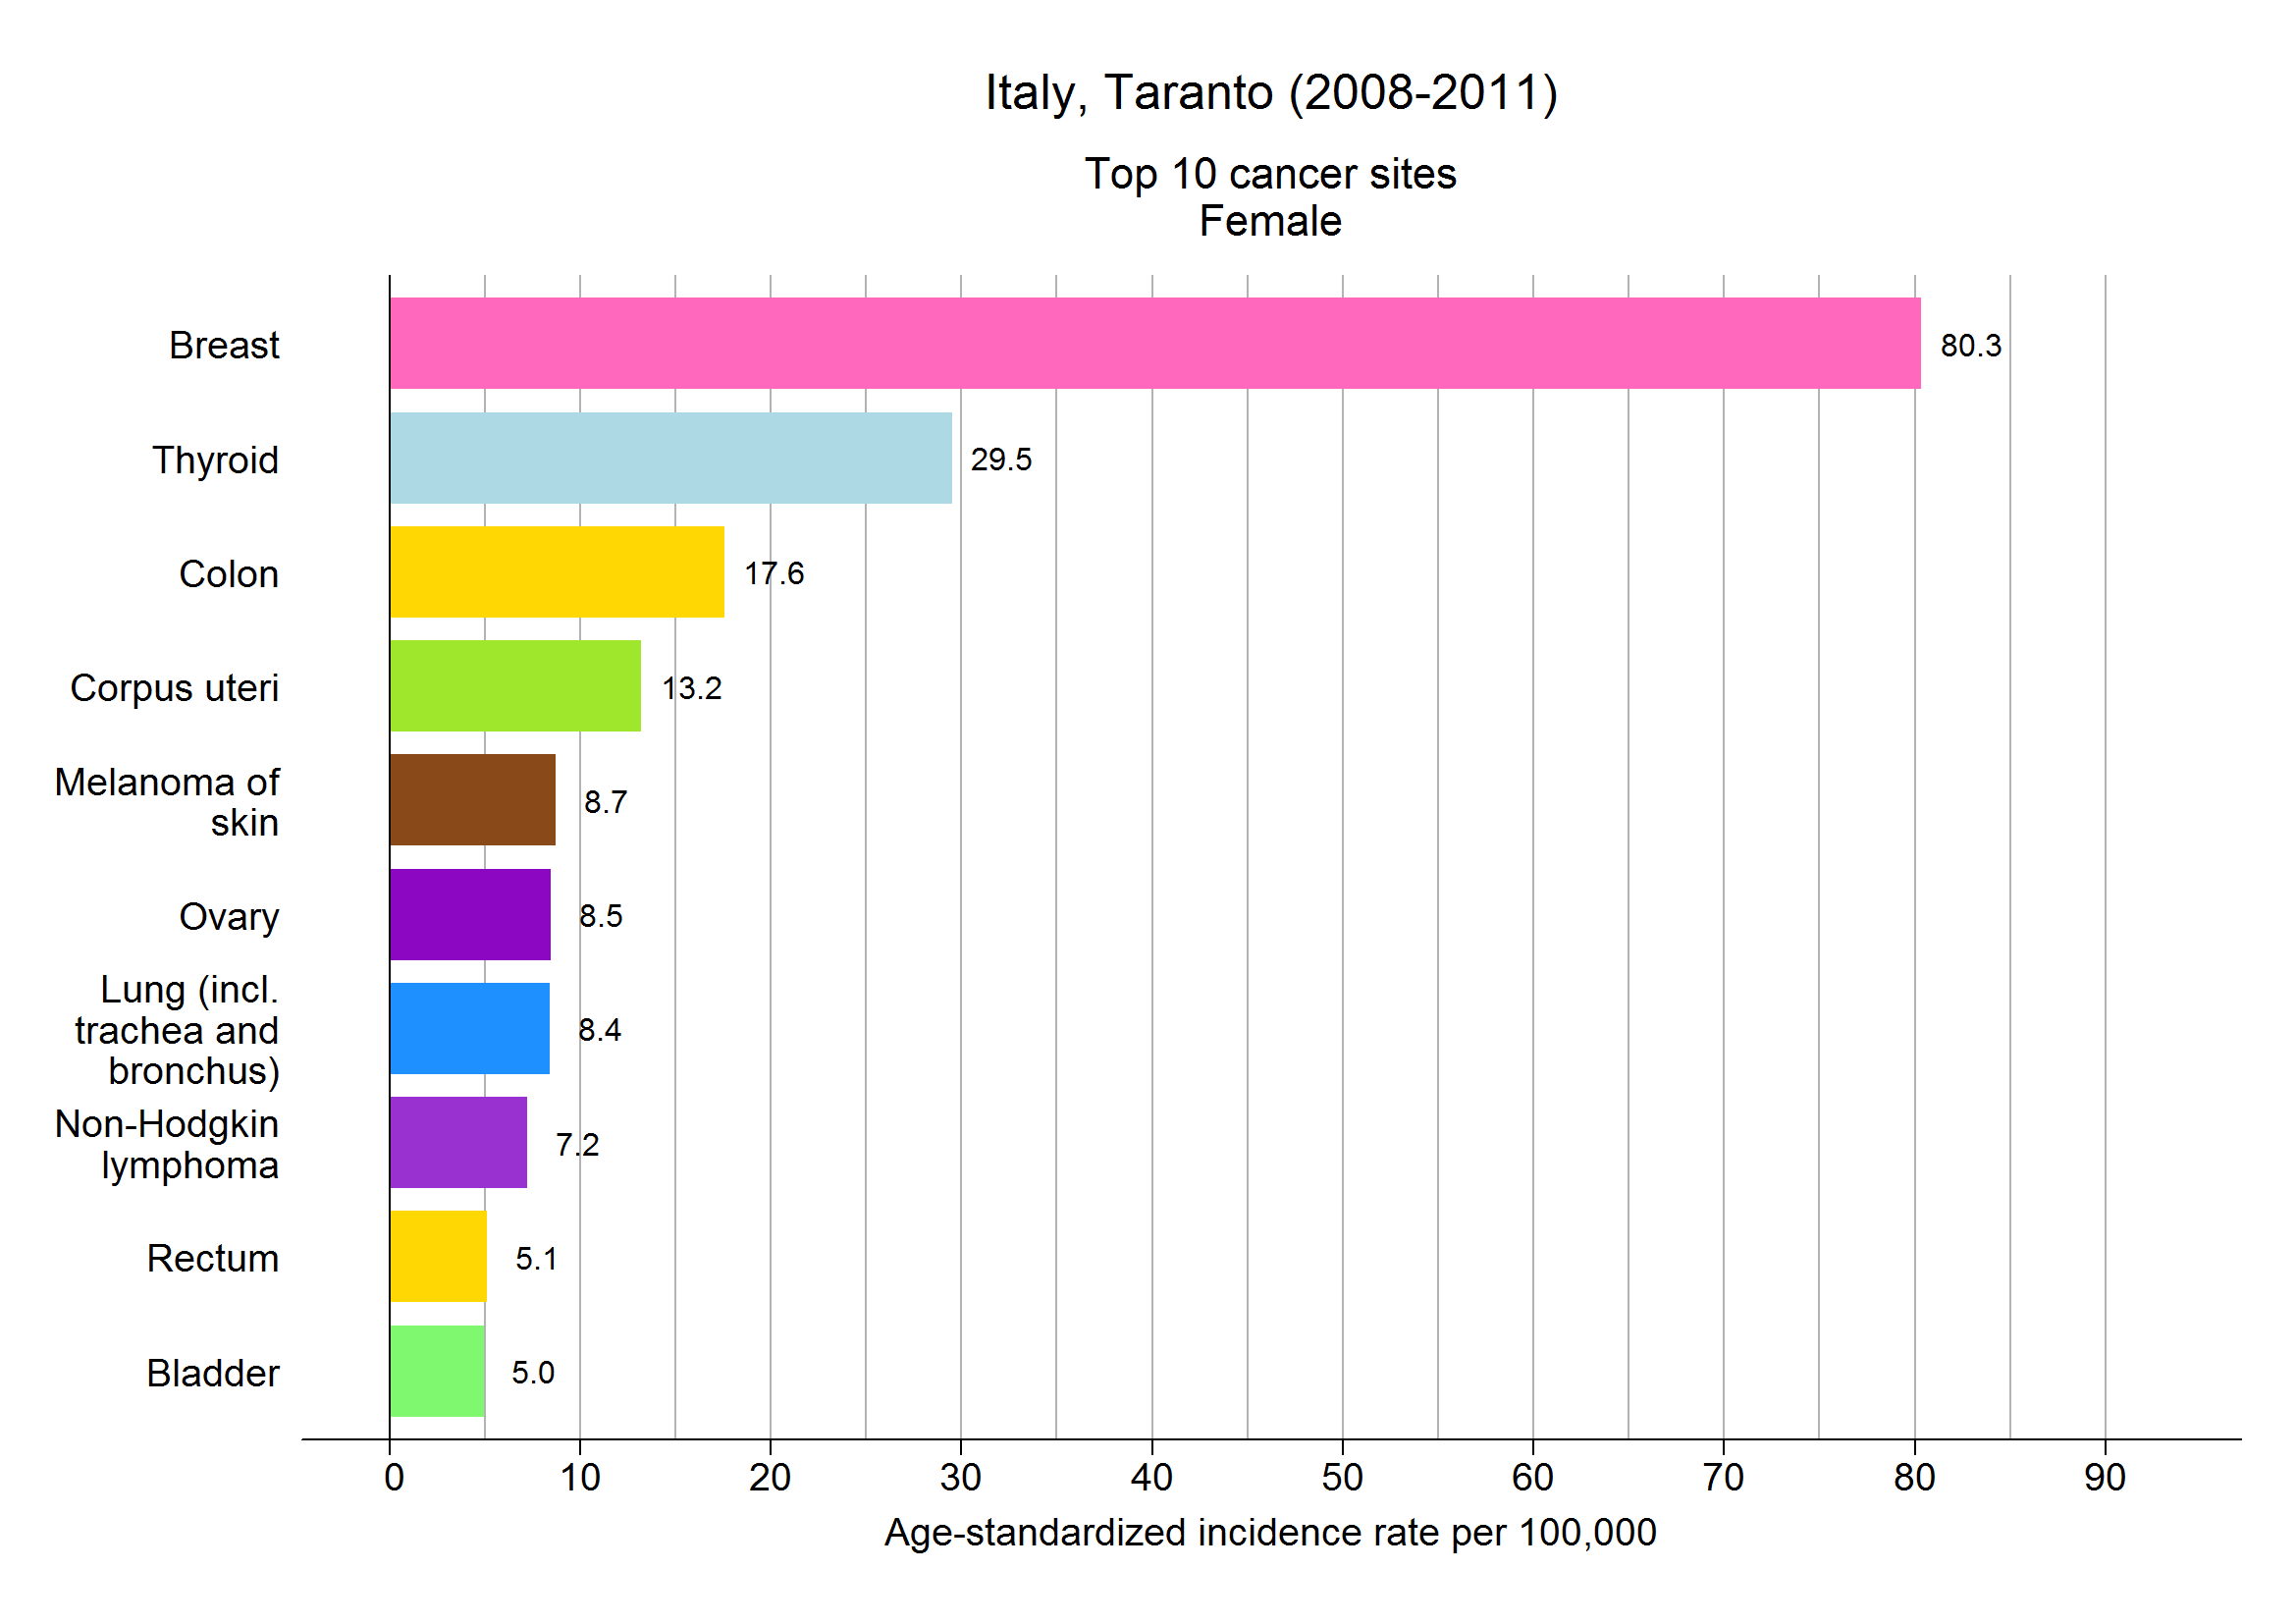 Italy, Taranto (2008-2011)
Top 10 cancer sites
Female
Breast
80.3
Thyroid
29.5
Colon
17.6
Corpus uteri
13.2
Melanoma of
skin
8.7
Ovary
8.5
Lung (incl.
trachea and
bronchus)
8.4
Non-Hodgkin
lymphoma
7.2
Rectum
5.1
Bladder
5.0
0 10 20 30 40 50 60 70 80 90
Age-standardized incidence rate per 100,000